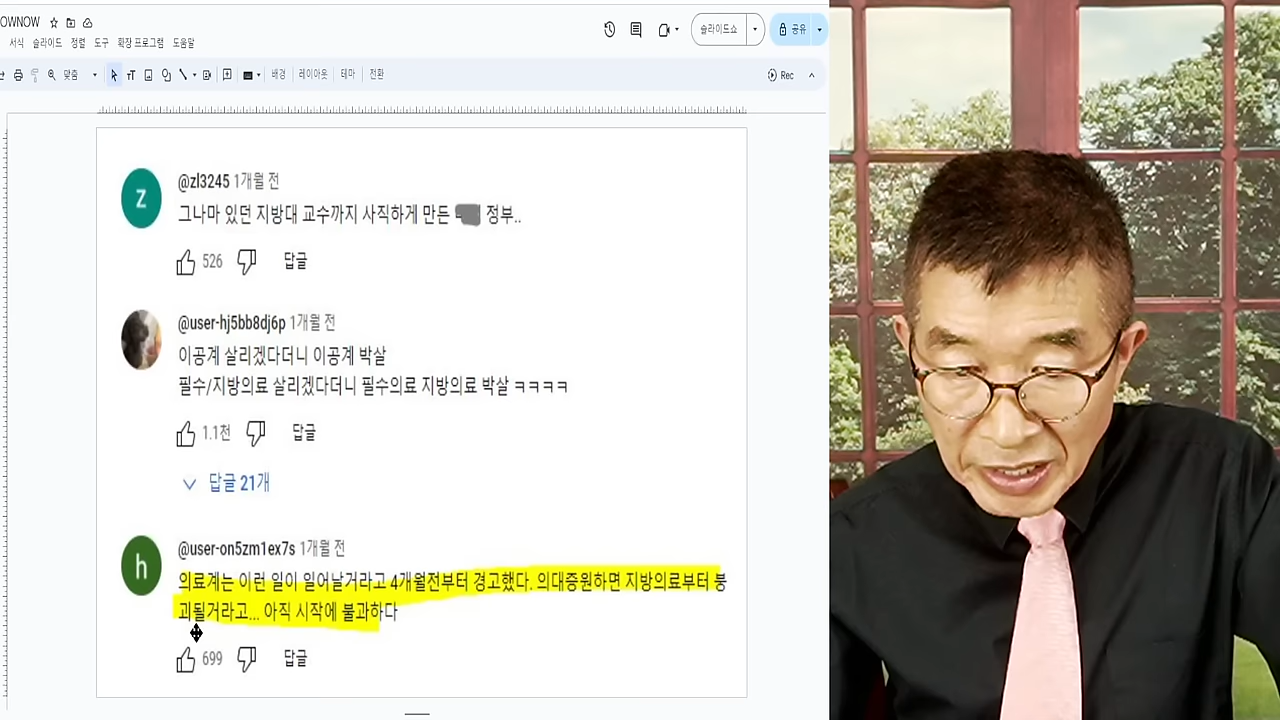 OWNOW
서식 슬라이드 정렬 도구 확장 프로그램 도움말
슬라이드쇼
공유
맞춤
배경 레이아웃 테마 전환
Rec
z
@zl3245 1개월 전
그나마 있던 지방대 교수까지 사직하게 만든 정부..
526 답글
@user-hj5bb8dj6p 1개월 전
이공계 살리겠다더니 이공계 박살
필수/지방의료 살리겠다더니 필수의료 지방의료 박살 ㅋㅋㅋㅋ
1.1천 답글
답글 21개
h
@user-on5zm1ex7s 1개월 전
의료계는 이런 일이 일어날거라고 4개월전부터 경고했다. 의대증원하면 지방의료부터 붕
괴될거라고... 아직 시작에 불과하다
699 답글